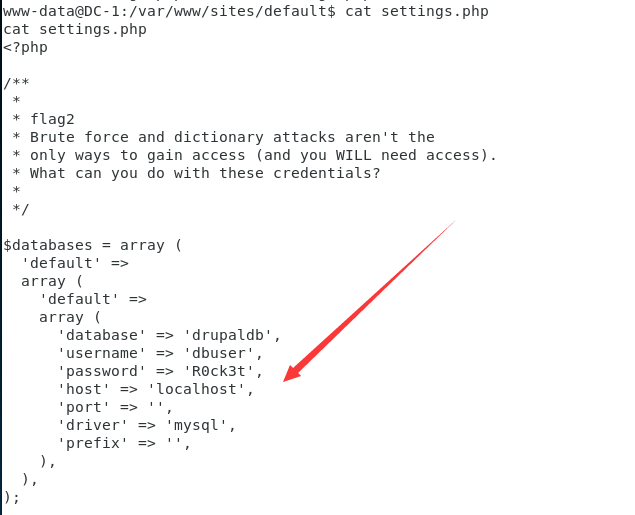 www-data@DC-1:/var/www/sites/default$ cat settings.php
cat settings.php
<?php
/**
 *
 * flag2
 * Brute force and dictionary attacks aren't the
 * only ways to gain access (and you WILL need access).
 * What can you do with these credentials?
 *
 */
$databases = array (
  'default' =>
  array (
    'default' =>
    array (
      'database' => 'drupaldb',
      'username' => 'dbuser',
      'password' => 'R0ck3t',
      'host' => 'localhost',
      'port' => '',
      'driver' => 'mysql',
      'prefix' => '',
    ),
  ),
);